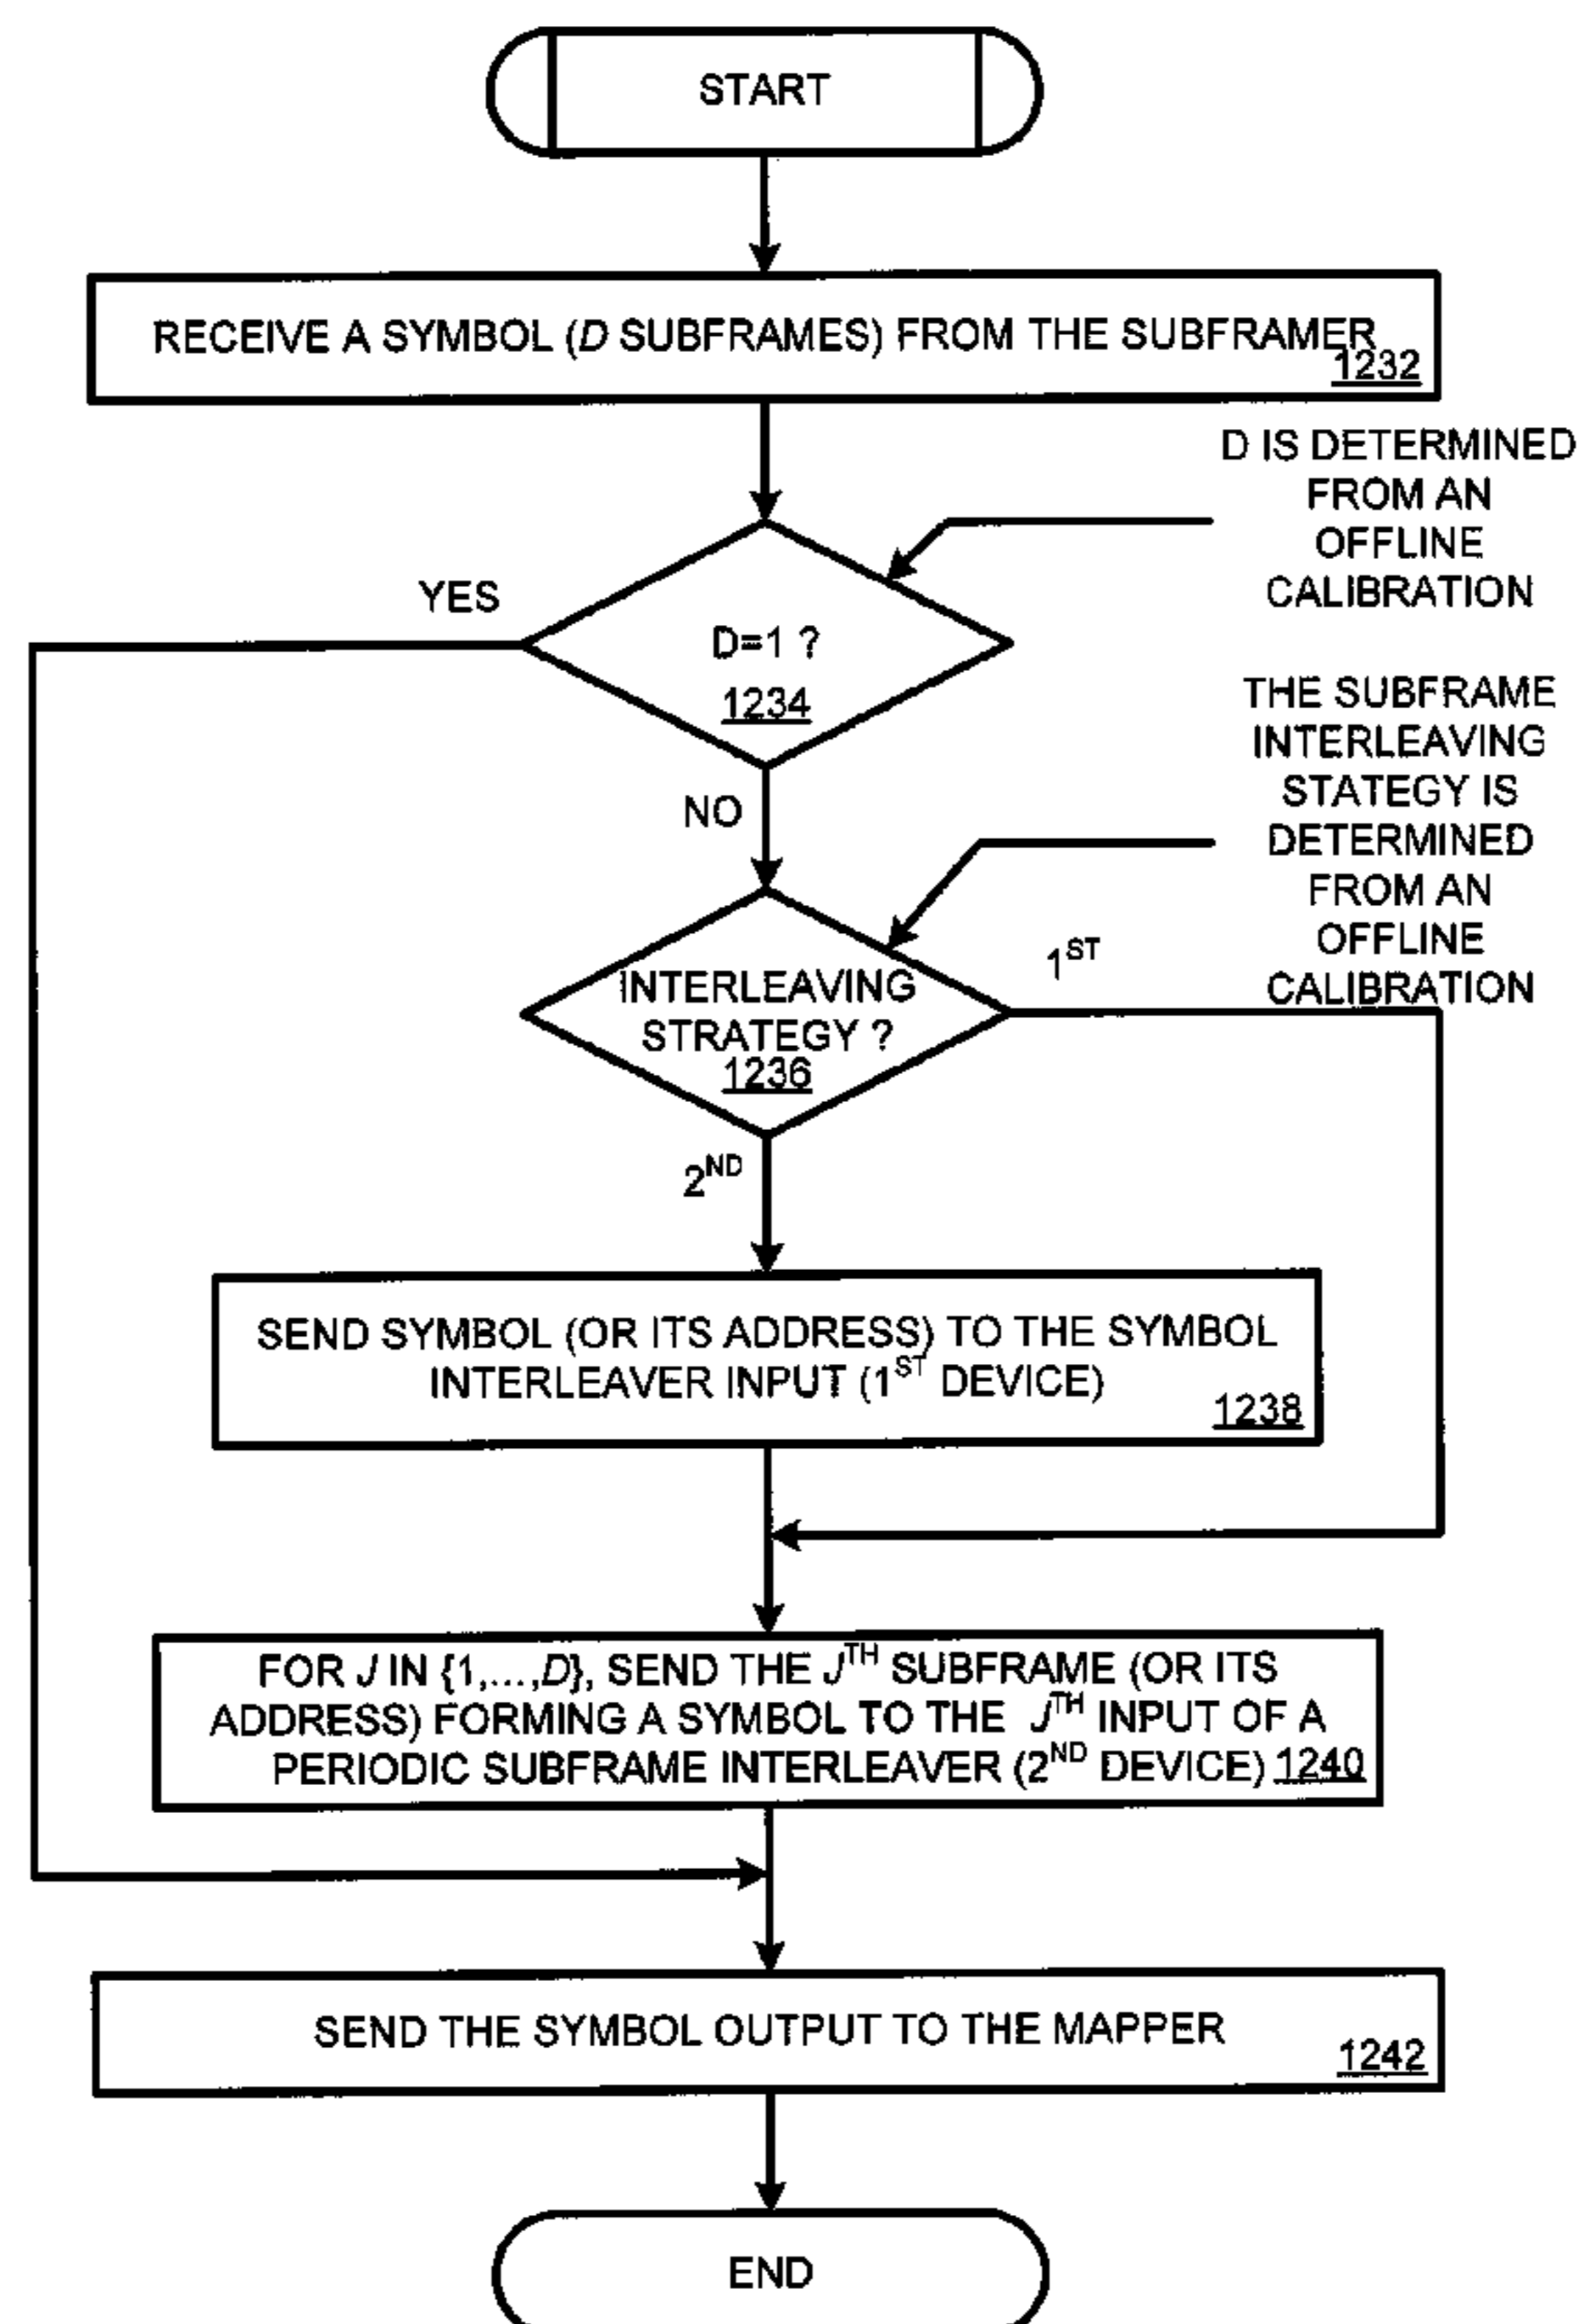 START
RECEIVE A SYMBOL (D SUBFRAMES) FROM THE SUBFRAMER
1232
D IS DETERMINED
FROM AN
OFFLINE
CALIBRATION
YES
D=1 ?
1234
THE SUBFRAME
INTERLEAVING
STATEGY IS
DETERMINED
FROM AN
OFFLINE
CALIBRATION
NO
1ST
INTERLEAVING
STRATEGY ?
1236
2ND
SEND SYMBOL (OR ITS ADDRESS) TO THE SYMBOL
INTERLEAVER INPUT (1ST DEVICE)
1238
FOR J IN {1,...,D}, SEND THE JTH SUBFRAME (OR ITS
ADDRESS) FORMING A SYMBOL TO THE JTH INPUT OF A
PERIODIC SUBFRAME INTERLEAVER (2ND DEVICE) 1240
SEND THE SYMBOL OUTPUT TO THE MAPPER
1242
END